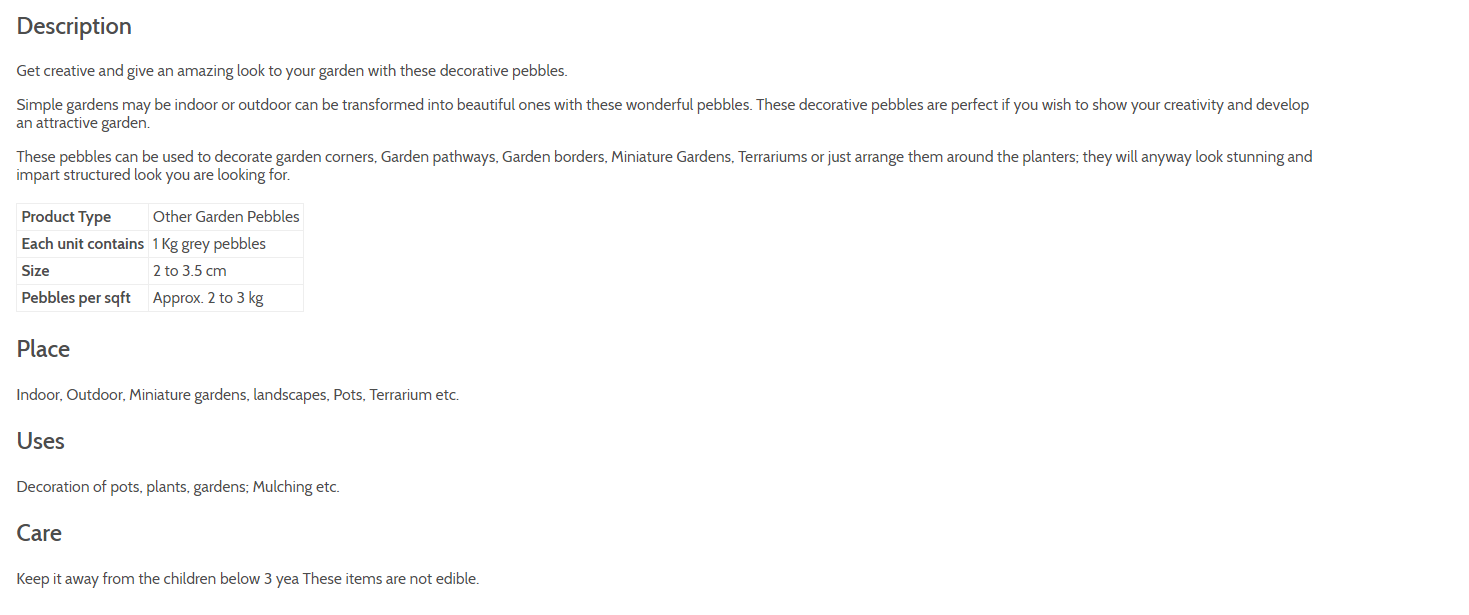 Description
Get creative and give an amazing look to your garden with these decorative pebbles.
Simple gardens may be indoor or outdoor can be transformed into beautiful ones with these wonderful pebbles. These decorative pebbles are perfect if you wish to show your creativity and develop
an attractive garden.
These pebbles can be used to decorate garden corners, Garden pathways, Garden borders, Miniature Gardens, Terrariums or just arrange them around the planters; they will anyway look stunning and
impart structured look you are looking for.
Product Type Other Garden Pebbles
Each unit contains 1 Kg grey pebbles
Size 2 to 3.5 cm
Pebbles per sqft Approx. 2 to 3 kg
Place
Indoor, Outdoor, Miniature gardens, landscapes, Pots, Terrarium etc.
Uses
Decoration of pots, plants, gardens; Mulching etc.
Care
Keep it away from the children below 3 yea These items are not edible.